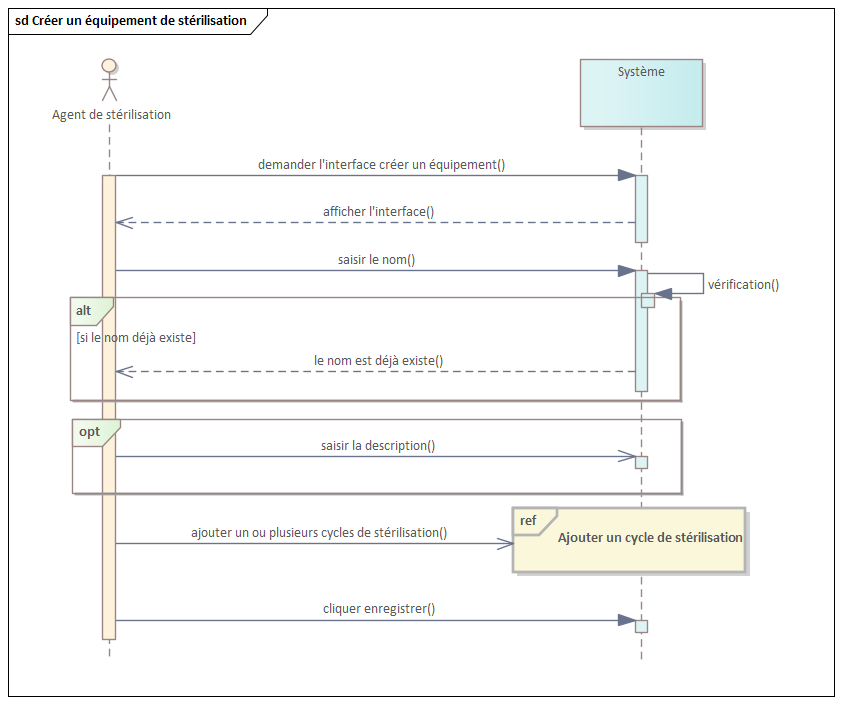 sd Créer un équipement de stérilisation
Agent de stérilisation
Système
demander l'interface créer un équipement()
afficher l'interface()
saisir le nom()
vérification()
alt
[si le nom déjà existe]
le nom est déjà existe()
opt
saisir la description()
ref
ajouter un ou plusieurs cycles de stérilisation()
Ajouter un cycle de stérilisation
cliquer enregistrer()